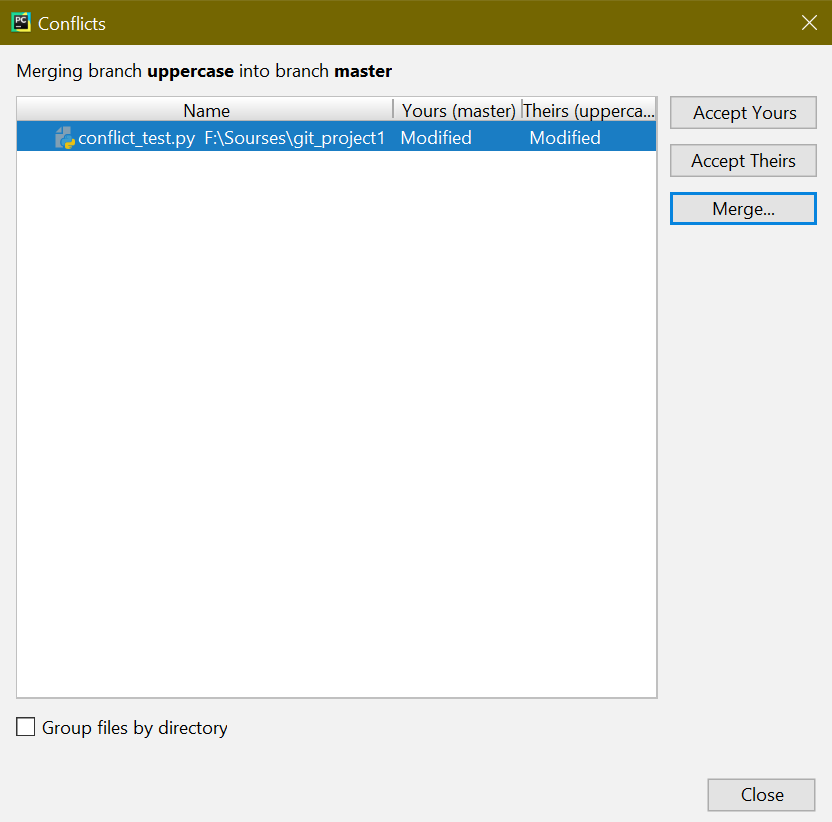 PC Conflicts
Merging branch uppercase into branch master
Name Yours (master) Theirs (upperca...
conflict_test.py F:\Sourses\git_project1 Modified Modified
Accept Yours
Accept Theirs
Merge...
Group files by directory
Close